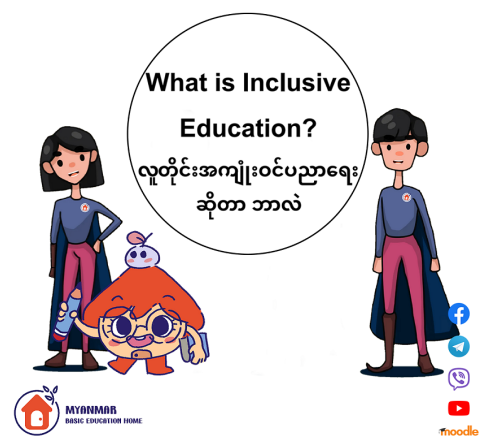 What is Inclusive
Education?
လူတိုင်းအကျုံးဝင်ပညာရေး
ဆိုတာ ဘာလဲ
MYANMAR
BASIC EDUCATION HOME
moodle